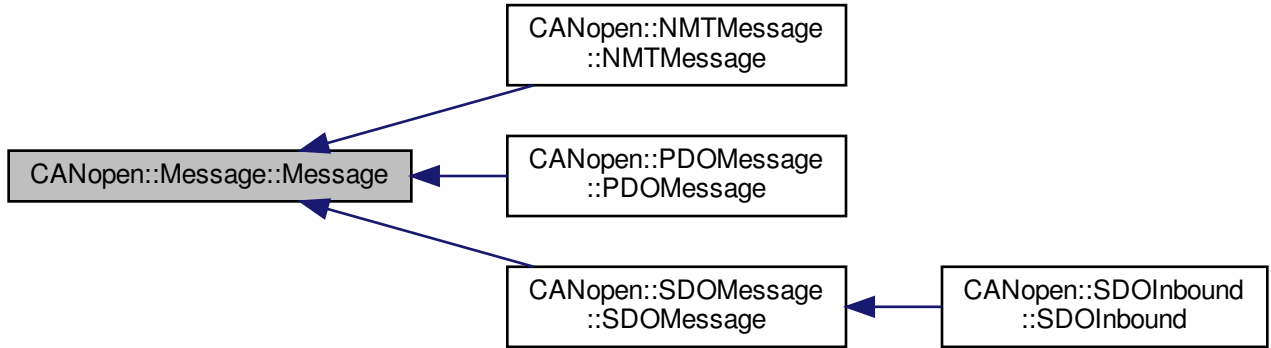 CANopen::NMTMessage
::NMTMessage
CANopen::Message::Message
CANopen::PDOMessage
::PDOMessage
CANopen::SDOMessage
::SDOMessage
CANopen::SDOInbound
::SDOInbound